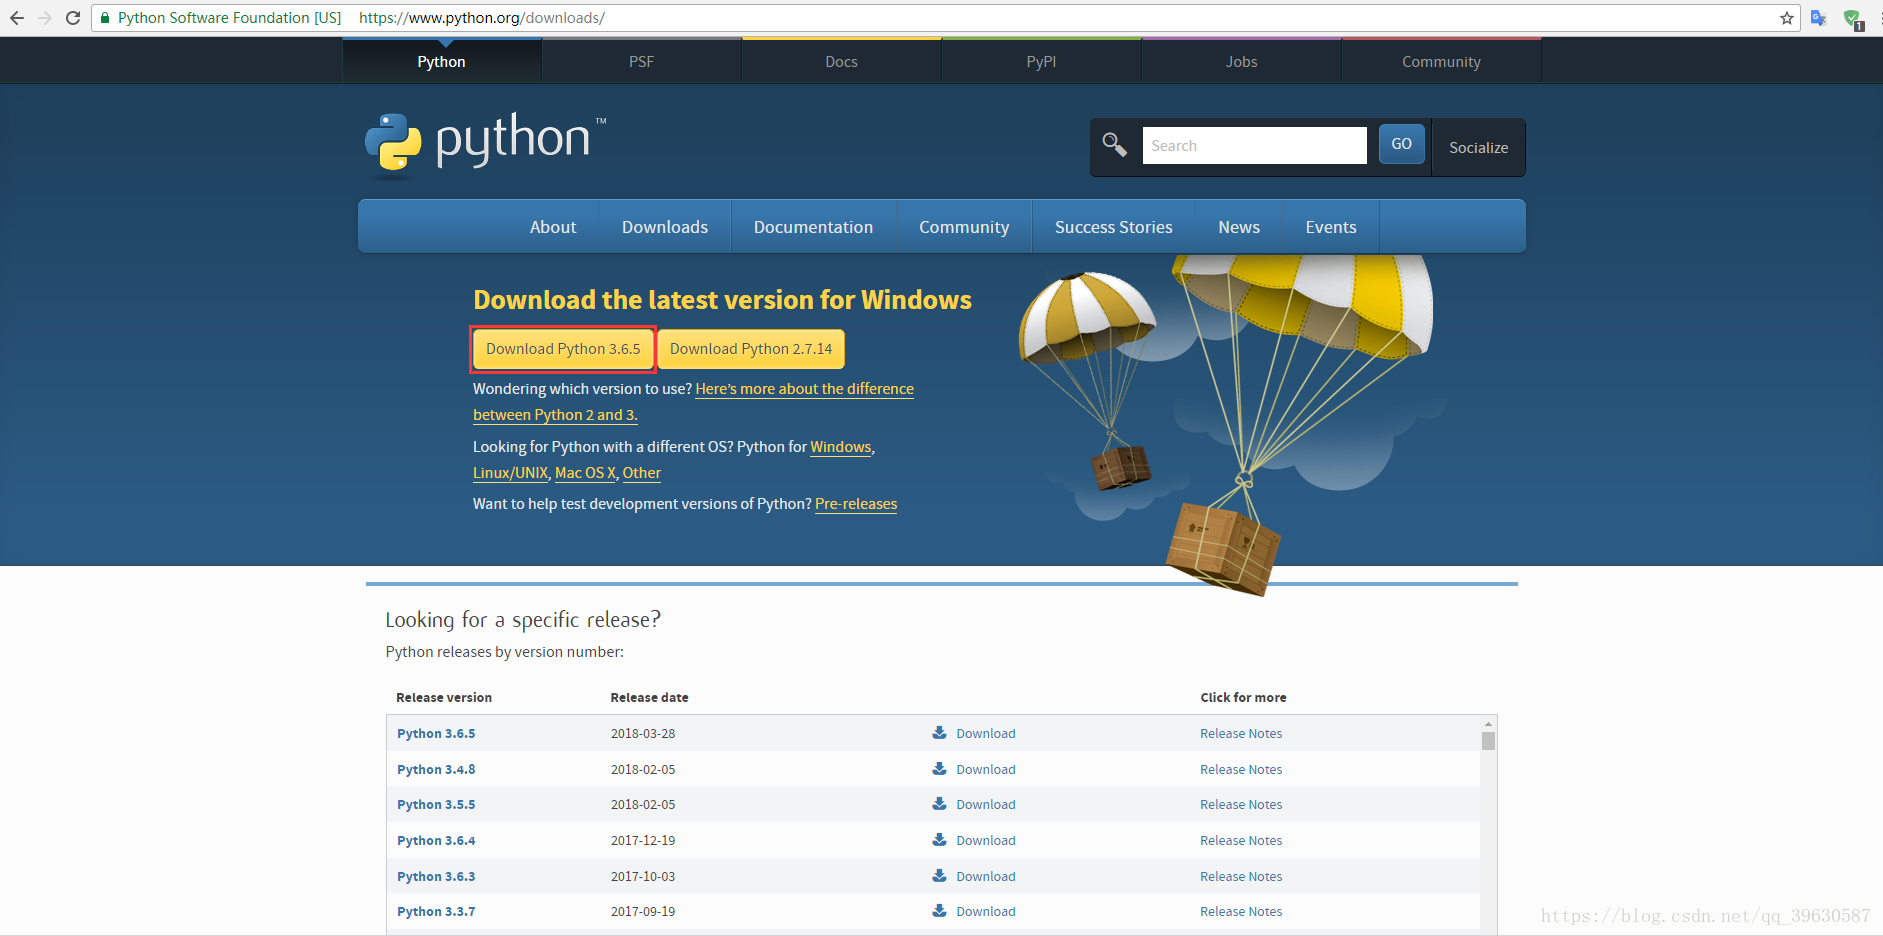 Python Software Foundation [US] https://www.python.org/downloads/
1
Python PSF Docs PyPI Jobs Community
python™
Search GO Socialize
About Downloads Documentation Community Success Stories News Events
Download the latest version for Windows
Download Python 3.6.5 Download Python 2.7.14
Wondering which version to use? Here's more about the difference
between Python 2 and 3.
Looking for Python with a different OS? Python for Windows,
Linux/UNIX, Mac OS X, Other
Want to help test development versions of Python? Pre-releases
Looking for a specific release?
Python releases by version number:
Release version Release date Click for more
Python 3.6.5 2018-03-28 Download Release Notes
Python 3.4.8 2018-02-05 Download Release Notes
Python 3.5.5 2018-02-05 Download Release Notes
Python 3.6.4 2017-12-19 Download Release Notes
Python 3.6.3 2017-10-03 Download Release Notes
Python 3.3.7 2017-09-19 Download Release Notes
https://blog.csdn.net/qq_39630587